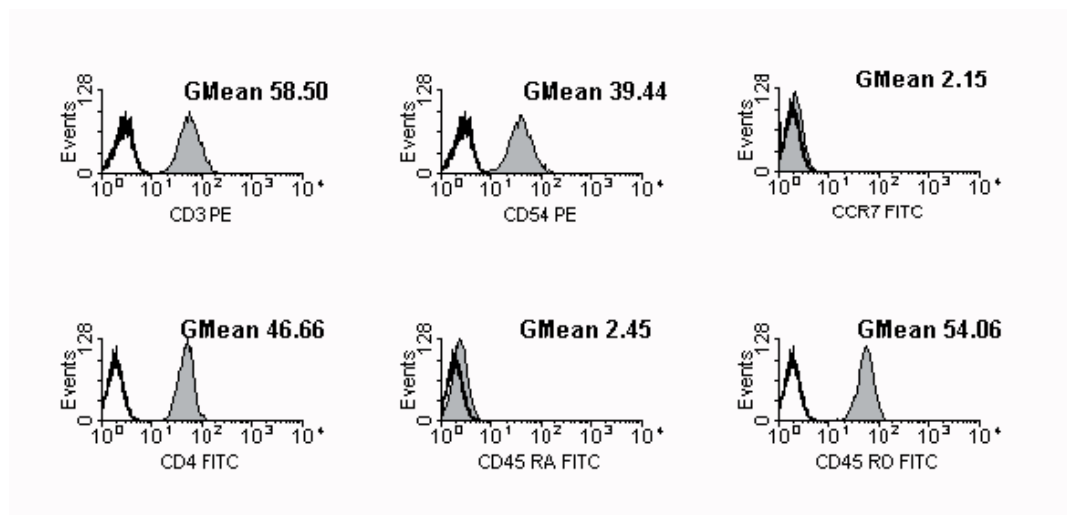 GMean 58.50
128
Events
0
10⁰ 10¹ 10² 10³ 10⁴
CD3 PE
GMean 39.44
128
Events
0
10⁰ 10¹ 10² 10³ 10⁴
CD54 PE
GMean 2.15
128
Events
0
10⁰ 10¹ 10² 10³ 10⁴
CCR7 FITC
GMean 46.66
128
Events
0
10⁰ 10¹ 10² 10³ 10⁴
CD4 FITC
GMean 2.45
128
Events
0
10⁰ 10¹ 10² 10³ 10⁴
CD45 RA FITC
GMean 54.06
128
Events
0
10⁰ 10¹ 10² 10³ 10⁴
CD45 RO FITC